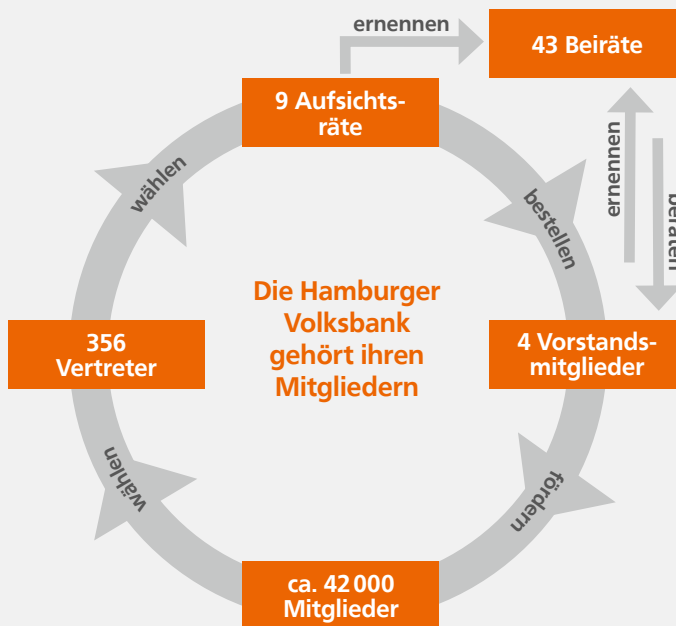 ernennen
43 Beiräte
9 Aufsichts-
räte
wählen
bestellen
ernennen
beraten
Die Hamburger
Volksbank
gehört ihren
Mitgliedern
356
Vertreter
4 Vorstands-
mitglieder
wählen
fördern
ca. 42 000
Mitglieder